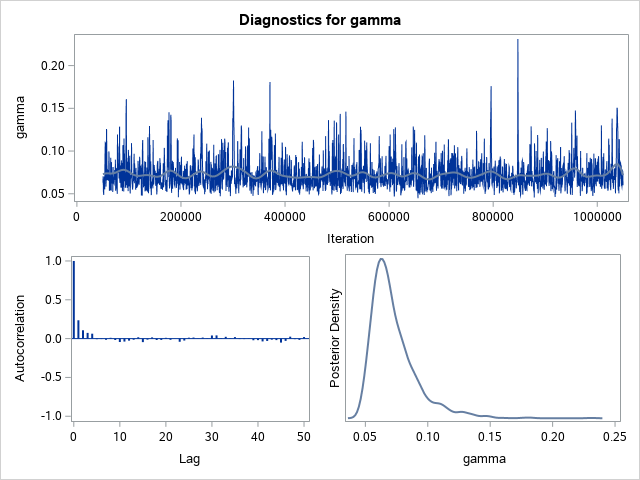 Diagnostics for gamma
gamma
0.20
0.15
0.10
0.05
0 200000 400000 600000 800000 1000000
Iteration
Autocorrelation
1.0
0.5
0.0
-0.5
-1.0
0 10 20 30 40 50
Lag
Posterior Density
0.05 0.10 0.15 0.20 0.25
gamma